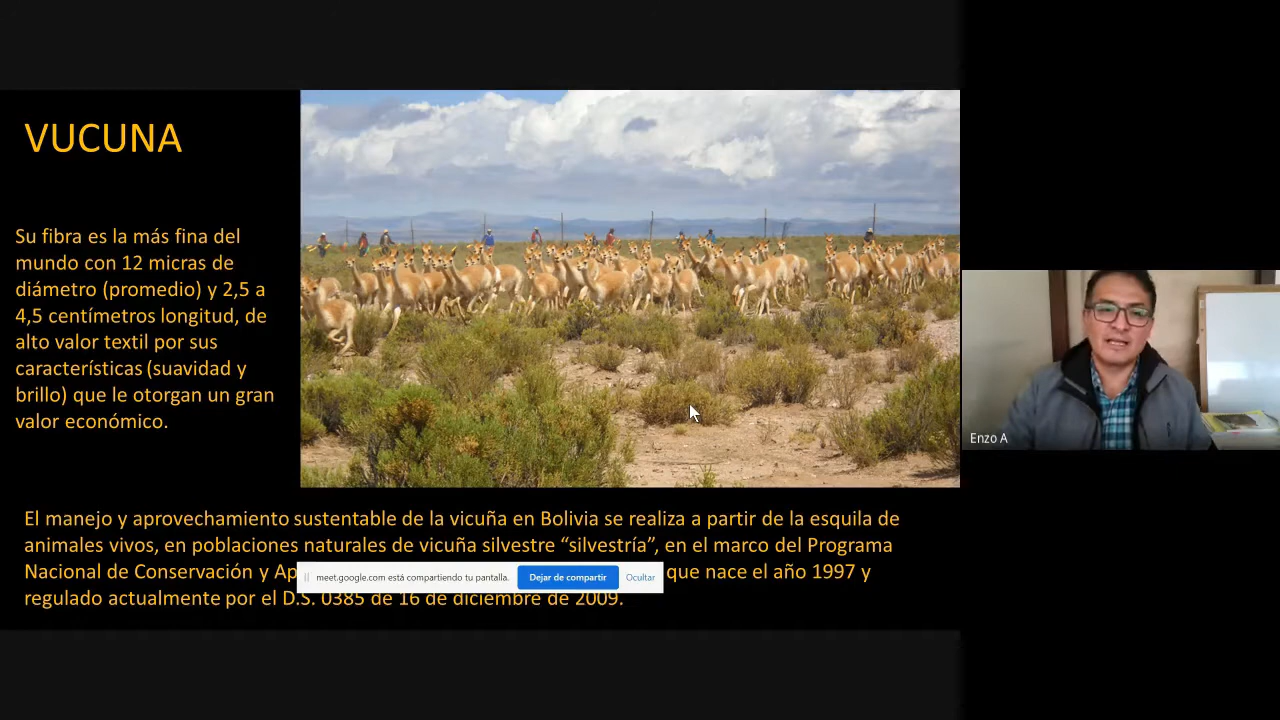 VUCUNA
Su fibra es la más fina del
mundo con 12 micras de
diámetro (promedio) y 2,5 a
4,5 centímetros longitud, de
alto valor textil por sus
características (suavidad y
brillo) que le otorgan un gran
valor económico.
Enzo A
El manejo y aprovechamiento sustentable de la vicuña en Bolivia se realiza a partir de la esquila de
animales vivos, en poblaciones naturales de vicuña silvestre “silvestría”, en el marco del Programa
Nacional de Conservación y Ap que nace el año 1997 y
meet.google.com está compartiendo tu pantalla. Dejar de compartir Ocultar
regulado actualmente por el D.S. 0385 de 16 de diciembre de 2009.